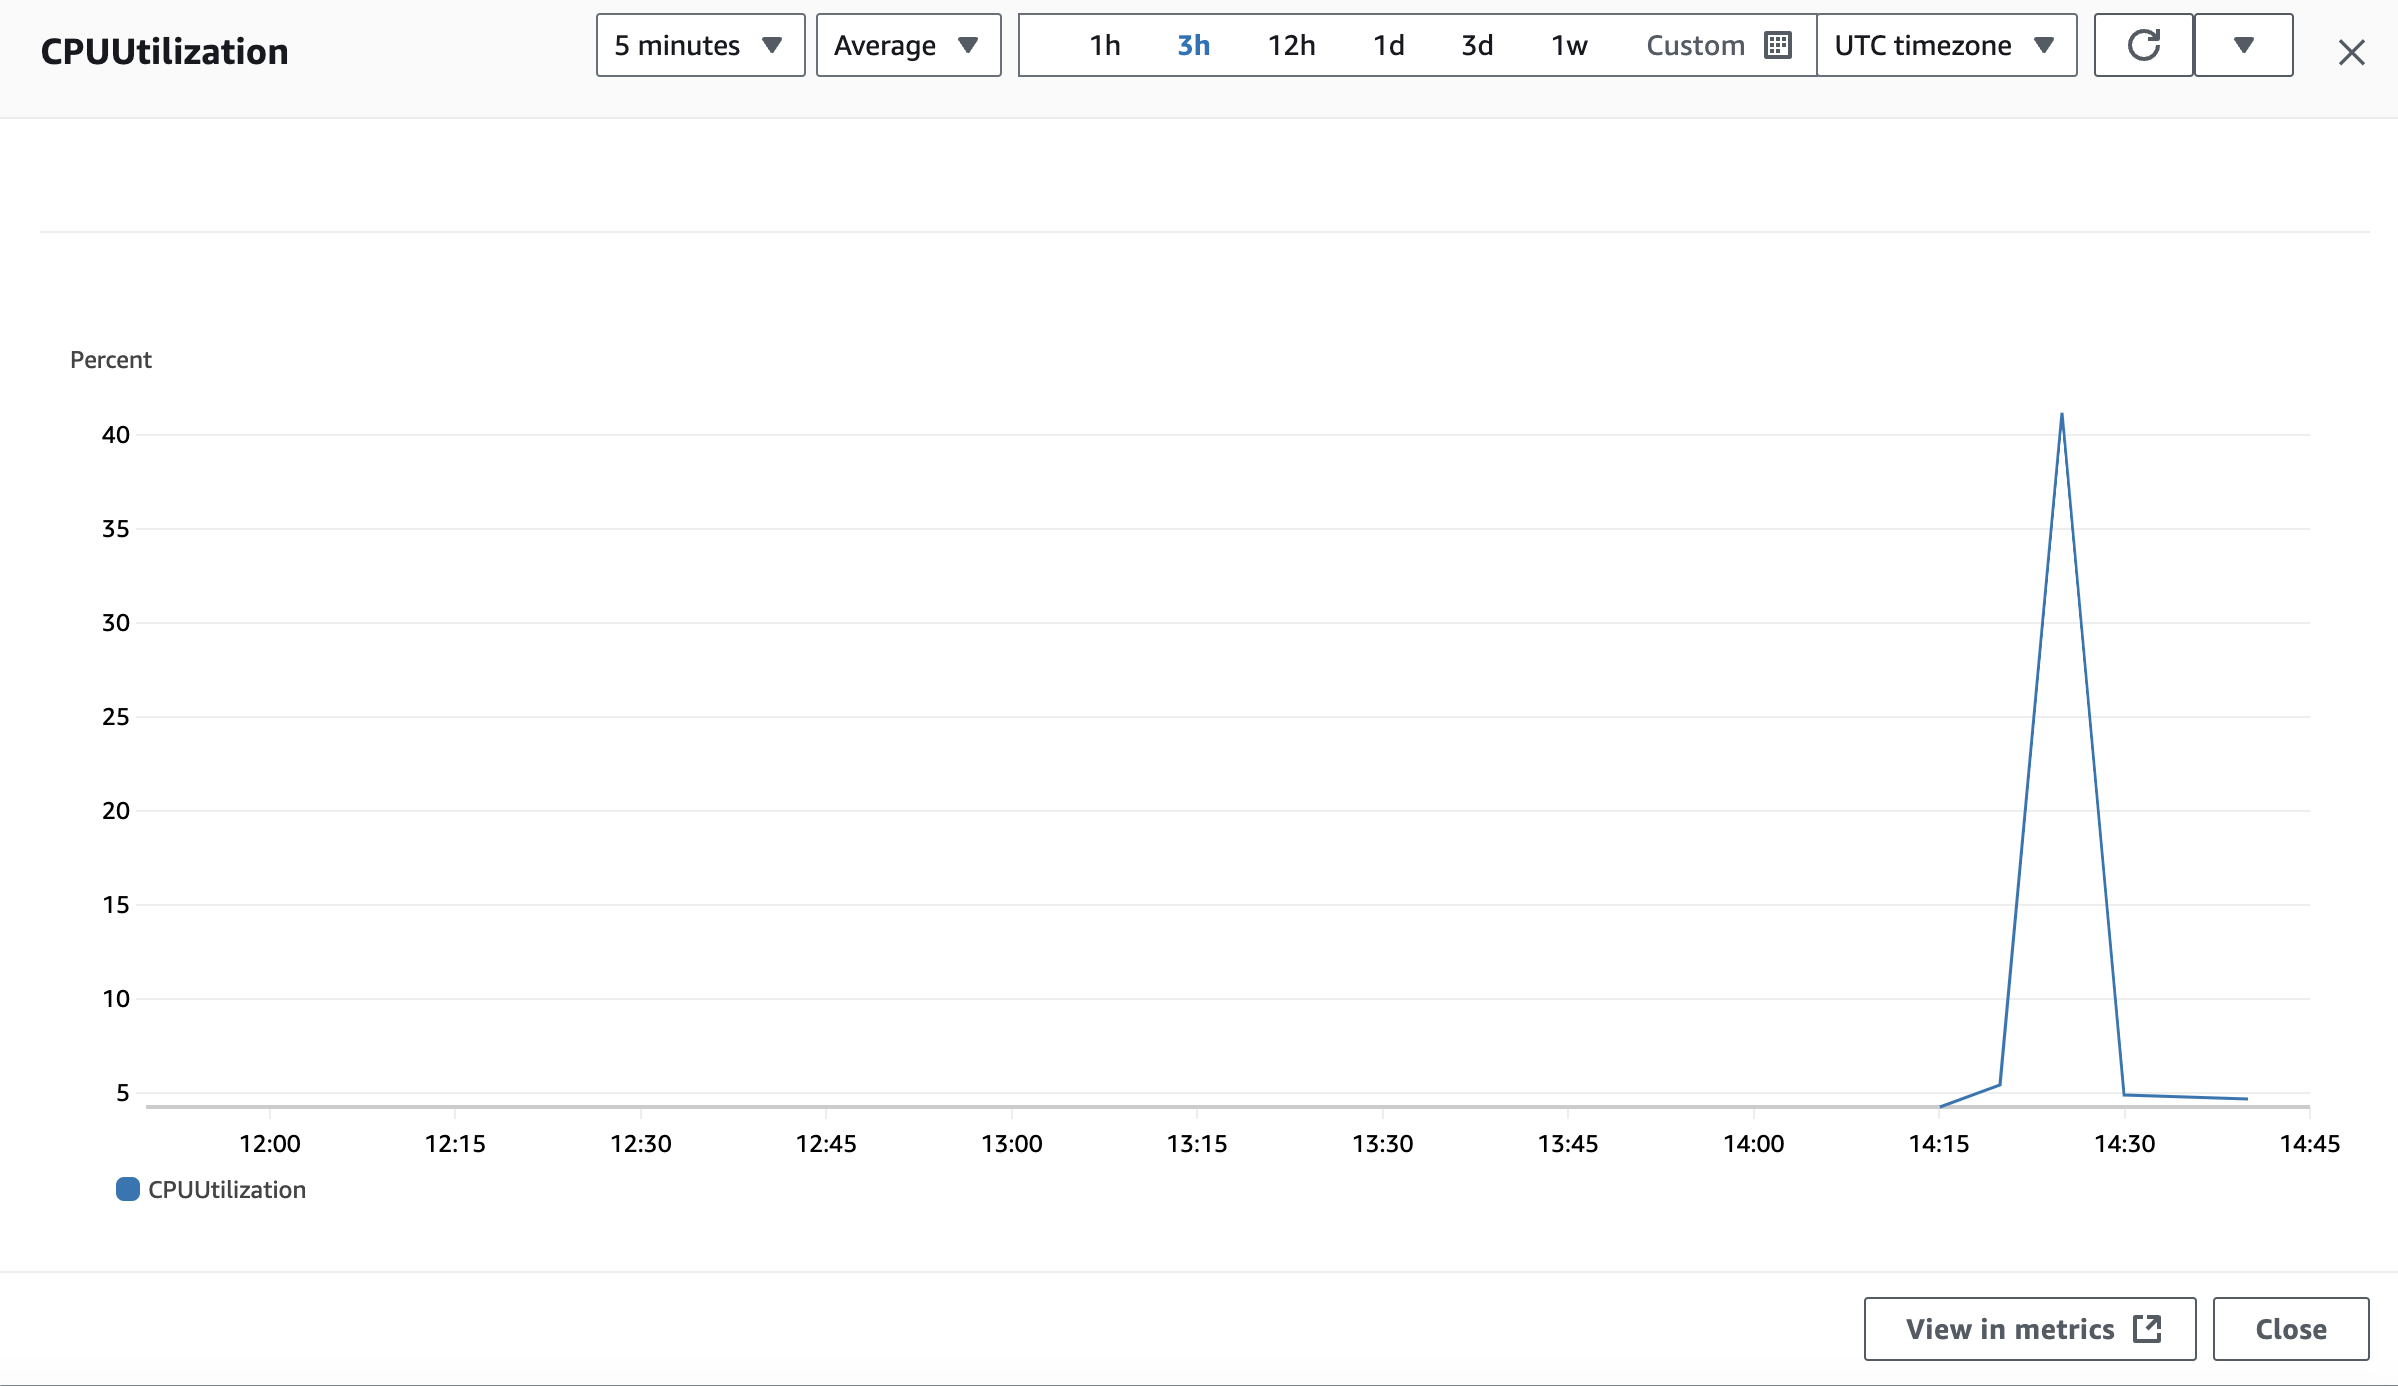 CPUUtilization
5 minutes
Average
1h 3h 12h 1d 3d 1w Custom
UTC timezone
Percent
40
35
30
25
20
15
10
5
12:00 12:15 12:30 12:45 13:00 13:15 13:30 13:45 14:00 14:15 14:30 14:45
CPUUtilization
View in metrics
Close